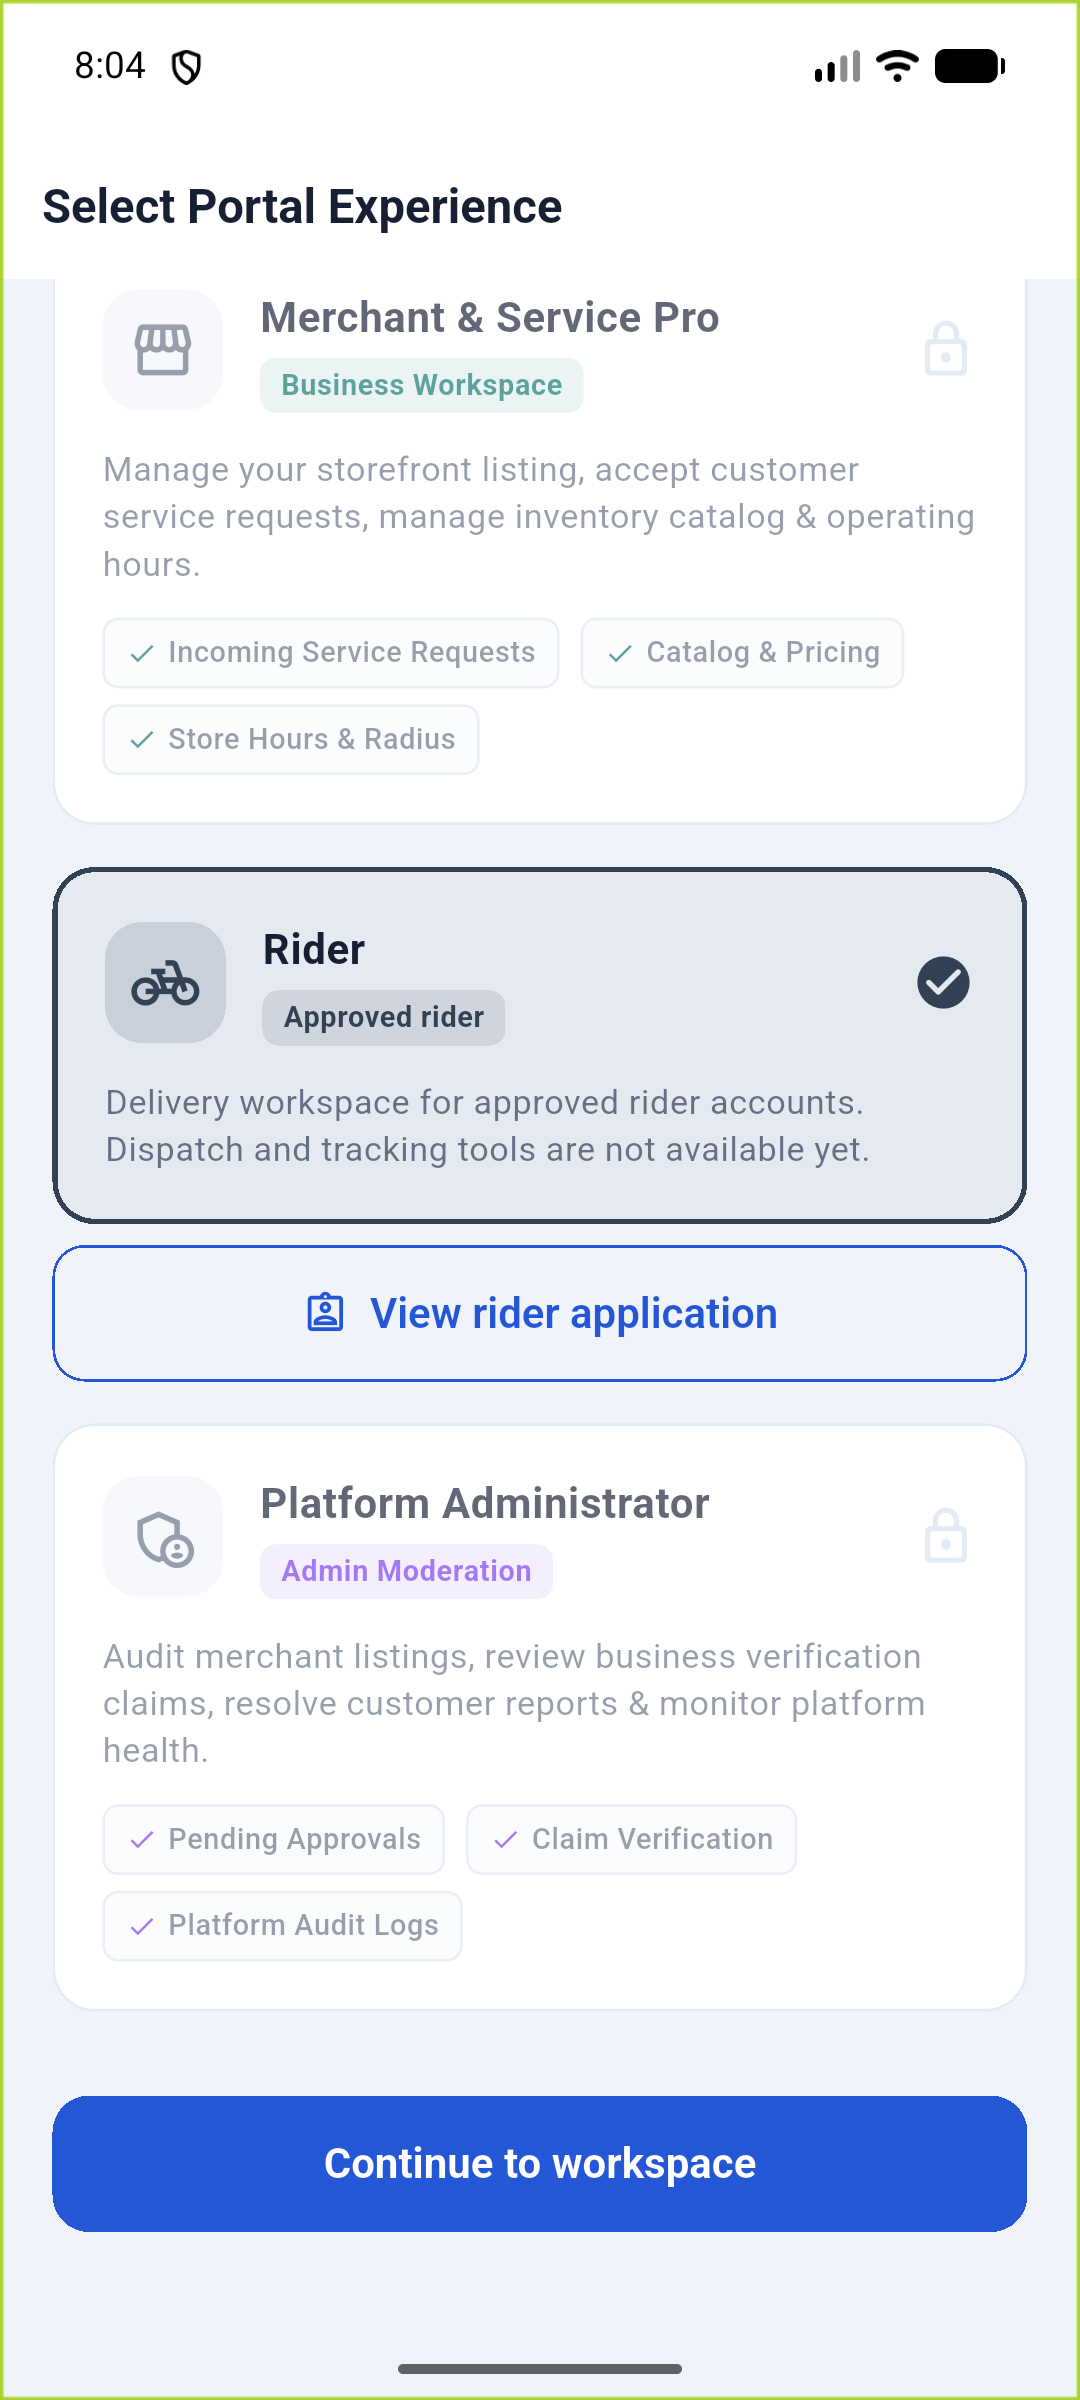 8:04
Select Portal Experience
Merchant & Service Pro
Business Workspace
Manage your storefront listing, accept customer
service requests, manage inventory catalog & operating
hours.
Incoming Service Requests
Catalog & Pricing
Store Hours & Radius
Rider
Approved rider
Delivery workspace for approved rider accounts.
Dispatch and tracking tools are not available yet.
View rider application
Platform Administrator
Admin Moderation
Audit merchant listings, review business verification
claims, resolve customer reports & monitor platform
health.
Pending Approvals
Claim Verification
Platform Audit Logs
Continue to workspace